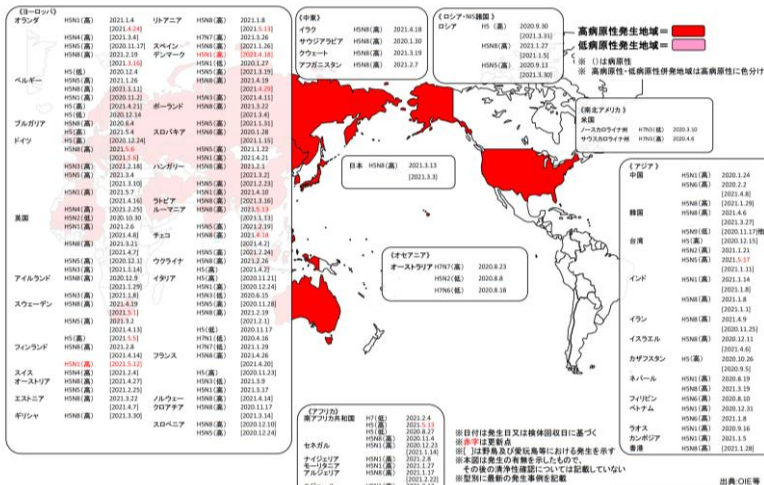 《ヨーロッパ》
オランダ H5N1(高) 2021.1.4
[2021.4.24]
H5N4(高) [2021.3.4]
H5N5(高) [2020.11.17]
H5N8(高) 2021.2.19
[2021.3.16]
H5(低) 2020.12.4
ベルギー H5N5(高) 2021.1.26
H5N8(高) [2021.3.11]
H5N1(高) [2020.11.22]
H5(高) [2021.4.21]
H5(低) 2020.12.14
ブルガリア H5N8(高) 2020.6.4
H5(高) 2021.5.4
ドイツ H5(高) [2020.12.24]
H5N8(高) 2021.5.6
[2021.5.5]
H5N3(高) [2021.2.18]
H5N5(高) 2021.3.4
[2021.3.10]
H5N1(高) 2021.5.7
[2021.4.16]
H5N4(高) [2021.2.25]
英国 H5N2(低) 2020.10.30
H5N1(高) 2021.2.6
[2021.4.8]
H5N8(高) 2021.3.21
[2021.4.7]
H5N5(高) [2020.12.1]
H5N3(高) [2021.1.14]
アイルランド H5N8(高) 2020.12.9
[2021.1.29]
H5N3(高) [2021.1.8]
スウェーデン H5N8(高) 2021.4.19
[2021.5.1]
H5N5(高) 2021.3.2
[2021.4.13]
H5(高) [2021.5.5]
フィンランド H5N8(高) 2021.2.8
[2021.4.14]
H5N1(高) [2021.5.12]
スイス H5N4(高) [2021.2.4]
オーストリア H5N8(高) [2021.4.27]
H5N5(高) [2021.2.25]
エストニア H5N8(高) 2021.3.22
[2021.4.7]
ギリシャ H5N8(高) [2021.3.30]
リトアニア H5N8(高) 2021.1.8
[2021.5.13]
スペイン H7N7(高) 2021.3.26
H5N8(高) [2021.1.26]
デンマーク H5N1(高) [2021.4.18]
H5N1(低) 2020.1.27
H5N5(高) [2021.3.19]
H5N8(高) 2021.4.19
[2021.4.29]
H5N3(高) [2021.4.11]
ポーランド H5N8(高) 2021.3.22
[2021.3.4]
H5N5(高) [2021.1.31]
スロバキア H5N8(高) 2020.1.28
[2021.1.15]
H5N5(高) 2021.1.22
H5N1(高) [2021.4.21]
ハンガリー H5N8(高) 2021.2.1
[2021.3.2]
H5N5(高) [2021.2.23]
H5N1(高) [2021.4.10]
ラトビア H5N8(高) [2021.3.16]
ルーマニア H5N8(高) 2021.5.13
[2021.1.13]
H5N5(高) [2021.2.19]
チェコ H5N8(高) 2021.4.18
[2021.4.2]
H5N5(高) [2021.2.24]
ウクライナ H5N8(高) 2021.2.26
H5(高) [2021.4.2]
イタリア H5(高) [2020.11.21]
H5N1(高) [2020.12.24]
H5N3(低) 2020.6.15
H5N5(高) [2020.11.28]
H5N8(高) 2021.2.19
[2021.2.1]
H5(低) 2020.11.17
H7N1(低) 2020.4.16
H7N7(低) 2021.1.29
フランス H5N8(高) 2021.4.26
[2021.4.20]
H5(高) [2020.11.23]
H5N3(低) 2021.3.9
H5N1(高) 2021.3.17
ノルウェー H5N8(高) [2021.4.14]
クロアチア H5N8(高) 2020.11.17
[2021.3.14]
スロベニア H5N8(高) [2020.12.10]
H5N5(高) [2020.12.24]
《中東》
イラク H5N8(高) 2021.4.18
サウジアラビア H5N8(高) 2020.1.30
クウェート H5N8(高) 2021.3.19
アフガニスタン H5N8(高) 2021.2.7
《ロシア・NIS諸国》
ロシア H5 (高) 2020.9.30
[2021.3.31]
H5N8(高) 2021.1.27
[2021.1.5]
H5N5(高) 2020.9.11
[2021.3.30]
高病原性発生地域=
低病原性発生地域=
※ ()は病原性
※ 高病原性・低病原性併発地域は高病原性に色分け
《南北アメリカ》
米国
ノースカロライナ州 H7N3(低) 2020.3.10
サウスカロライナ州 H7N3(高) 2020.4.6
日本 H5N8(高) 2021.3.13
[2021.3.3]
《オセアニア》
オーストラリア H7N7(高) 2020.8.23
H5N2(低) 2020.8.8
H7N6(低) 2020.8.18
《アジア》
中国 H5N1(高) 2020.1.24
H5N6(高) 2020.2.2
[2021.4.8]
H5N8(高) [2021.1.29]
韓国 H5N8(高) 2021.4.6
[2021.3.27]
H5N9(低) [2020.11.17]他
台湾 H5(高) [2020.12.15]
H5N2(高) 2021.1.21
H5N5(高) 2021.5.17
[2021.1.11]
インド H5N1(高) 2021.1.14
[2021.1.8]
H5N8(高) 2021.1.8
[2021.1.1]
イラン H5N8(高) 2021.4.9
[2020.11.25]
イスラエル H5N8(高) 2020.12.11
[2021.4.6]
カザフスタン H5(高) 2020.10.26
[2020.9.5]
ネパール H5N1(高) 2020.8.19
H5N8(高) 2021.3.19
フィリピン H5N6(高) 2020.8.10
ベトナム H5N1(高) 2020.12.31
H5N6(高) 2021.1.8
ラオス H5N1(高) 2020.9.16
カンボジア H5N1(高) 2021.1.5
香港 H5N8(高) [2021.1.28]
《アフリカ》
南アフリカ共和国 H7(低) 2021.2.4
H5(高) 2021.5.13
H5(低) 2020.8.27
H5N8(高) 2020.11.4
セネガル H5N1(高) 2020.12.23
[2021.1.14]
ナイジェリア H5N1(高) 2021.2.8
モーリタニア H5N1(高) 2021.1.27
アルジェリア H5N8(高) 2021.1.17
[2021.2.22]
※日付は発生日又は検体回収日に基づく
※赤字は更新点
※[ ]は野鳥及び愛玩鳥等における発生を示す
※本図は発生の有無を示したもので、
その後の清浄性確認については記載していない
※型別に最新の発生事例を記載
出典:OIE等